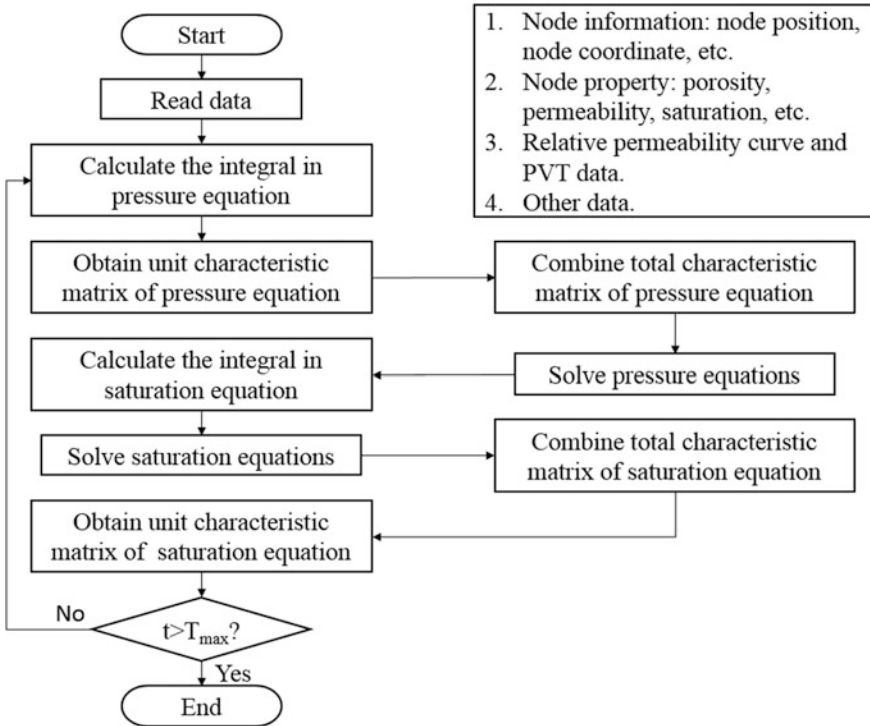 Start
Read data
Calculate the integral in
pressure equation
Obtain unit characteristic
matrix of pressure equation
Combine total characteristic
matrix of pressure equation
Solve pressure equations
Calculate the integral in
saturation equation
Solve saturation equations
Combine total characteristic
matrix of saturation equation
Obtain unit characteristic
matrix of saturation equation
t>Tmax?
No
Yes
End
1. Node information: node position,
node coordinate, etc.
2. Node property: porosity,
permeability, saturation, etc.
3. Relative permeability curve and
PVT data.
4. Other data.